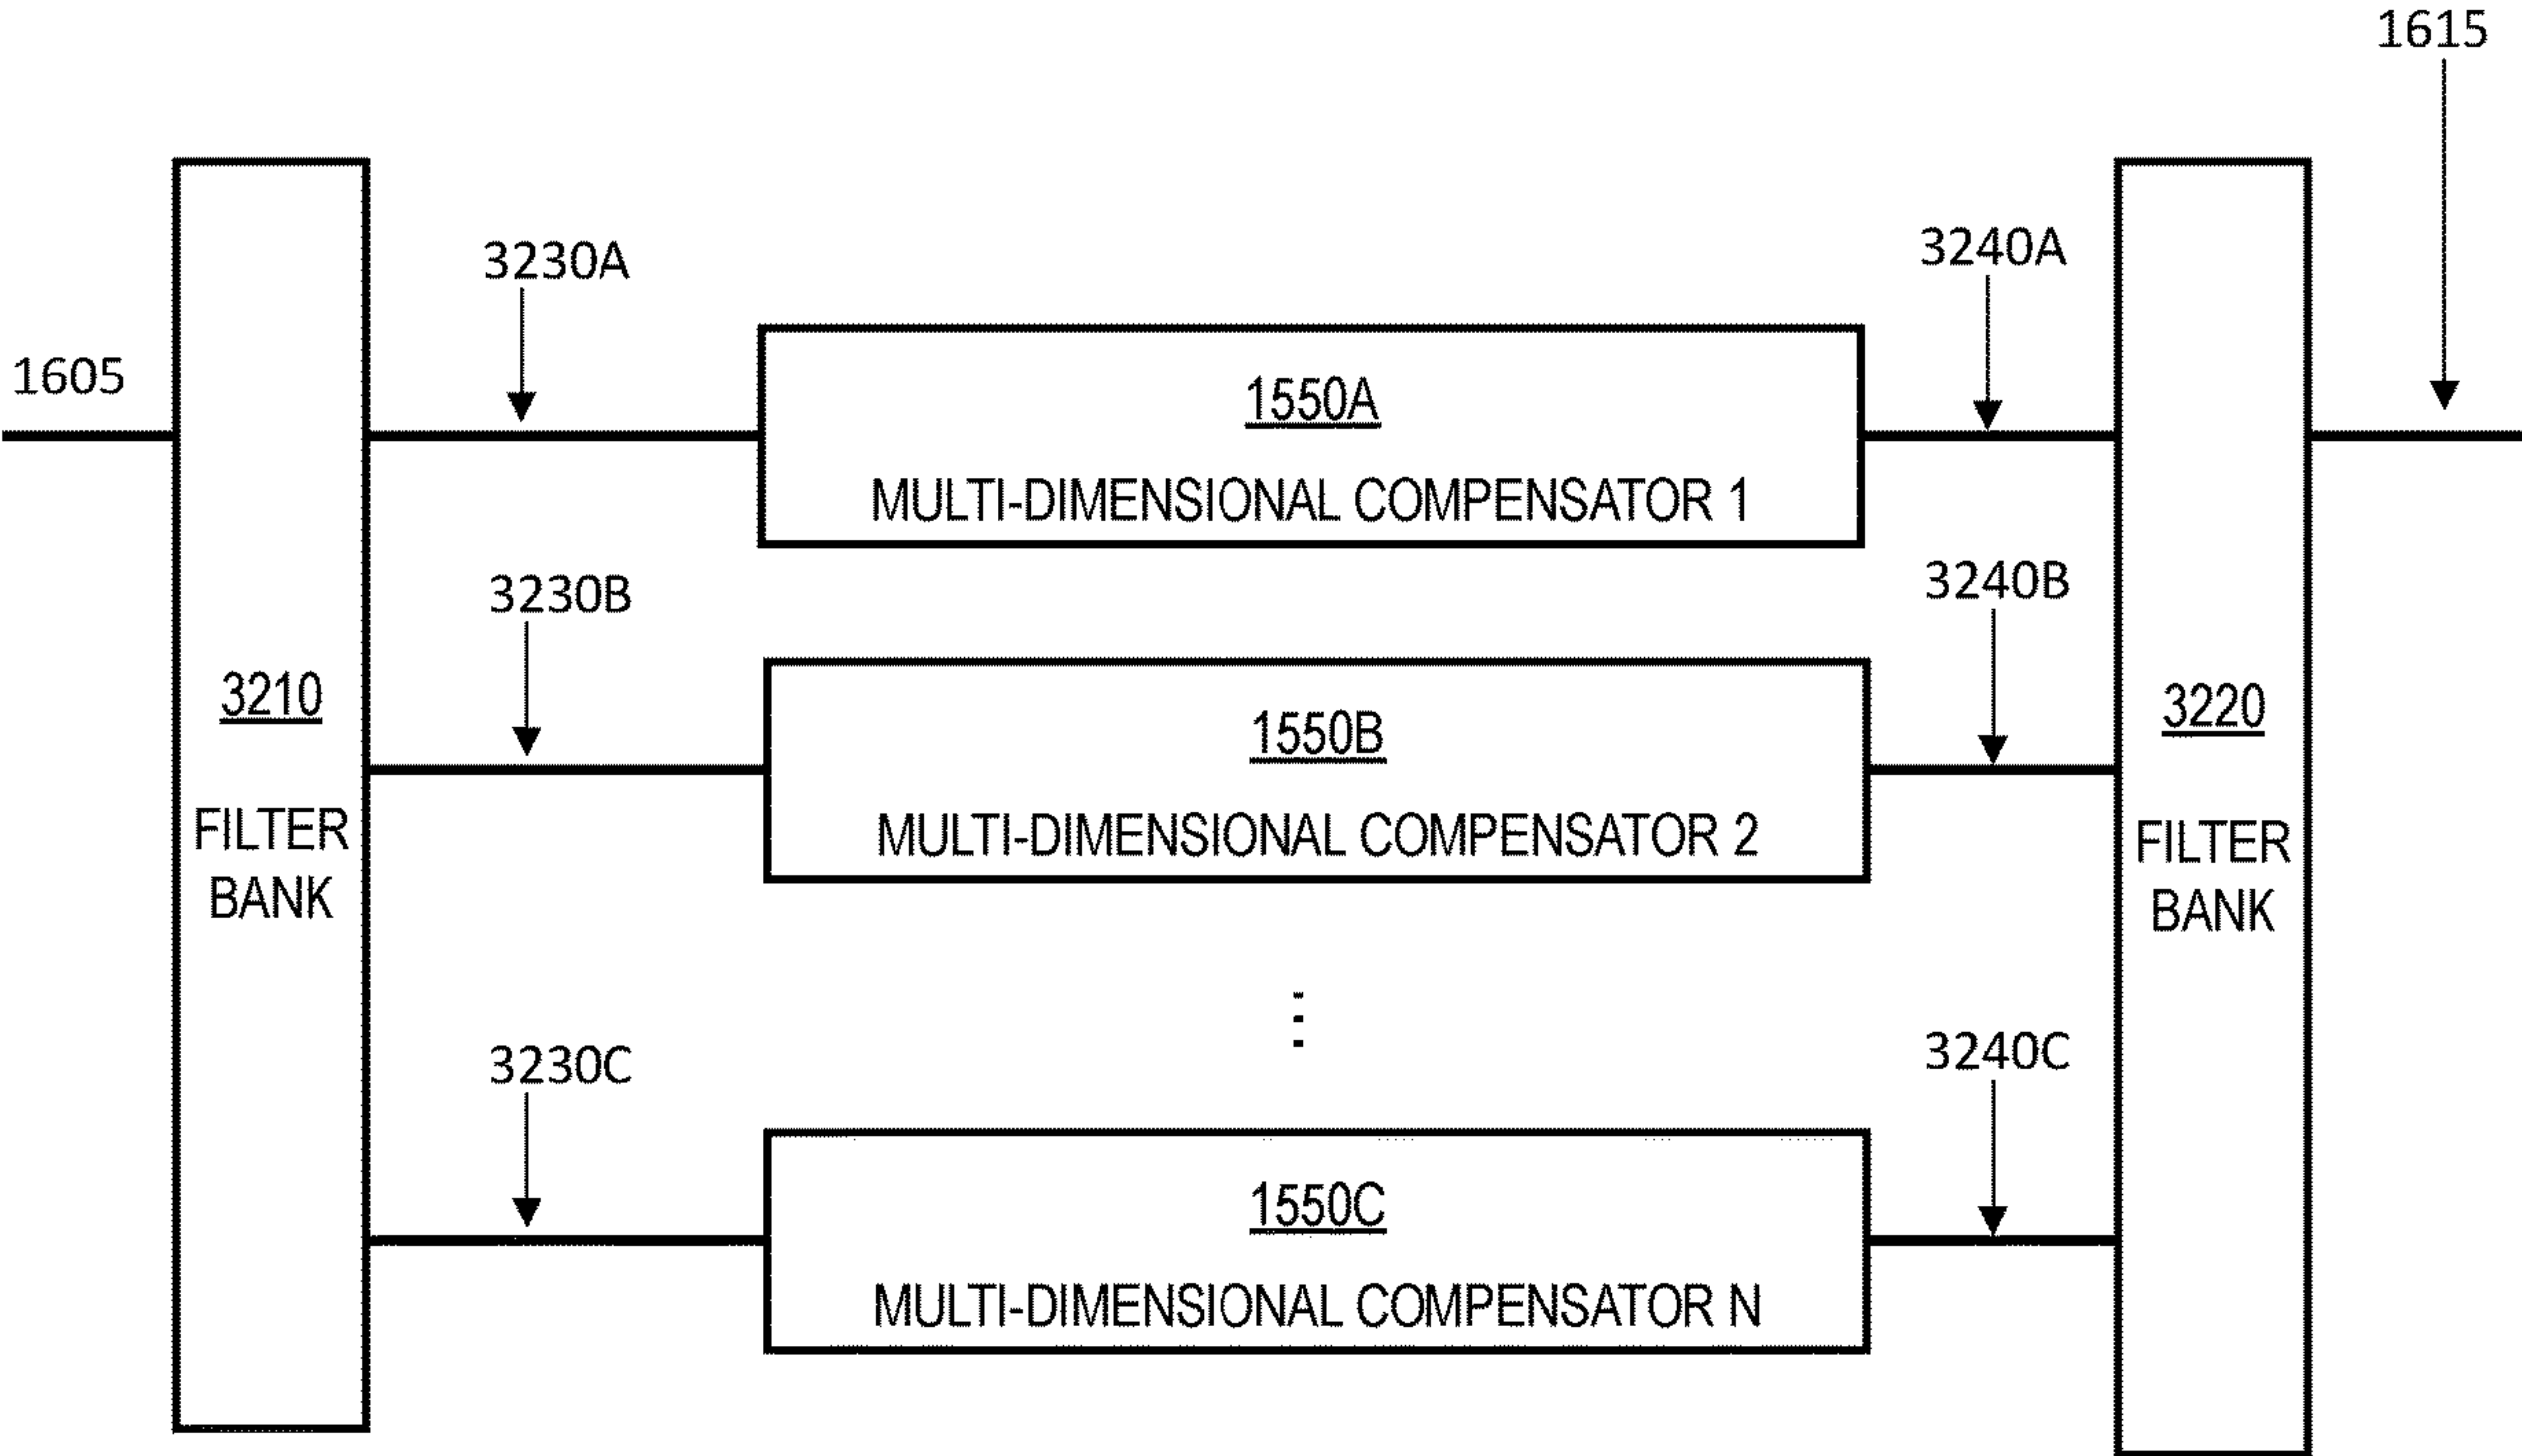 1615
3230A
3240A
1605
1550A
MULTI-DIMENSIONAL COMPENSATOR 1
3230B
3240B
3210
FILTER
BANK
1550B
MULTI-DIMENSIONAL COMPENSATOR 2
3220
FILTER
BANK
3230C
3240C
1550C
MULTI-DIMENSIONAL COMPENSATOR N